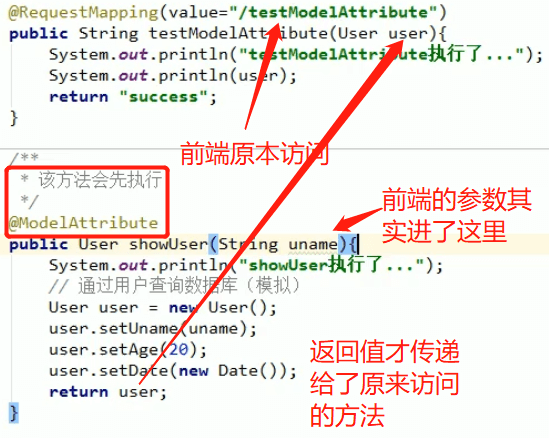 @RequestMapping(value="/testModelAttribute")
public String testModelAttribute(User user){
System.out.println("testModelAttribute执行了...");
System.out.println(user);
return "success";
}
前端原本访问
/**
* 该方法会先执行
*/
@ModelAttribute
前端的参数其
实进了这里
public User showUser(String uname){
System.out.println("showUser执行了...");
// 通过用户查询数据库（模拟）
User user = new User();
user.setUname(uname);
user.setAge(20);
user.setDate(new Date());
return user;
}
返回值才传递
给了原来访问
的方法